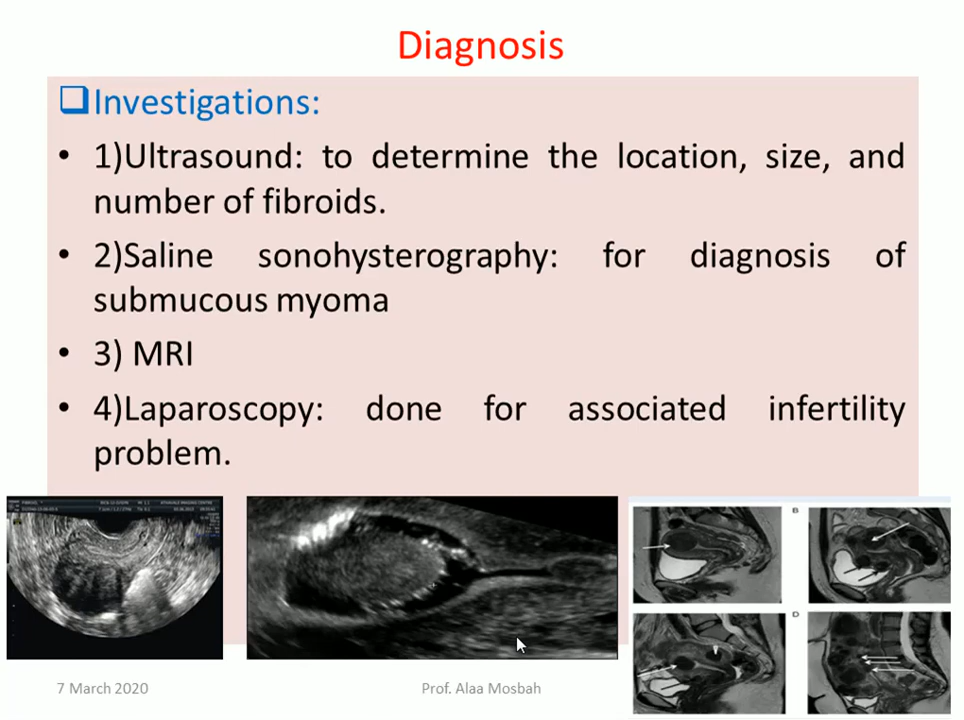 Diagnosis
❑Investigations:
• 1)Ultrasound: to determine the location, size, and
number of fibroids.
• 2)Saline sonohysterography: for diagnosis of
submucous myoma
• 3) MRI
• 4)Laparoscopy: done for associated infertility
problem.
B
D
7 March 2020
Prof. Alaa Mosbah